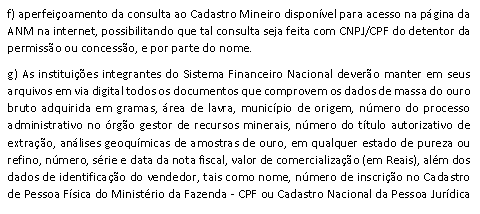 f) aperfeiçoamento da consulta ao Cadastro Mineiro disponível para acesso na página da
ANM na internet, possibilitando que tal consulta seja feita com CNPJ/CPF do detentor da
permissão ou concessão, e por parte do nome.
g) As instituições integrantes do Sistema Financeiro Nacional deverão manter em seus
arquivos em via digital todos os documentos que comprovem os dados de massa do ouro
bruto adquirida em gramas, área de lavra, município de origem, número do processo
administrativo no órgão gestor de recursos minerais, número do título autorizativo de
extração, análises geoquímicas de amostras de ouro, em qualquer estado de pureza ou
refino, número, série e data da nota fiscal, valor de comercialização (em Reais), além dos
dados de identificação do vendedor, tais como nome, número de inscrição no Cadastro
de Pessoa Física do Ministério da Fazenda - CPF ou Cadastro Nacional da Pessoa Jurídica